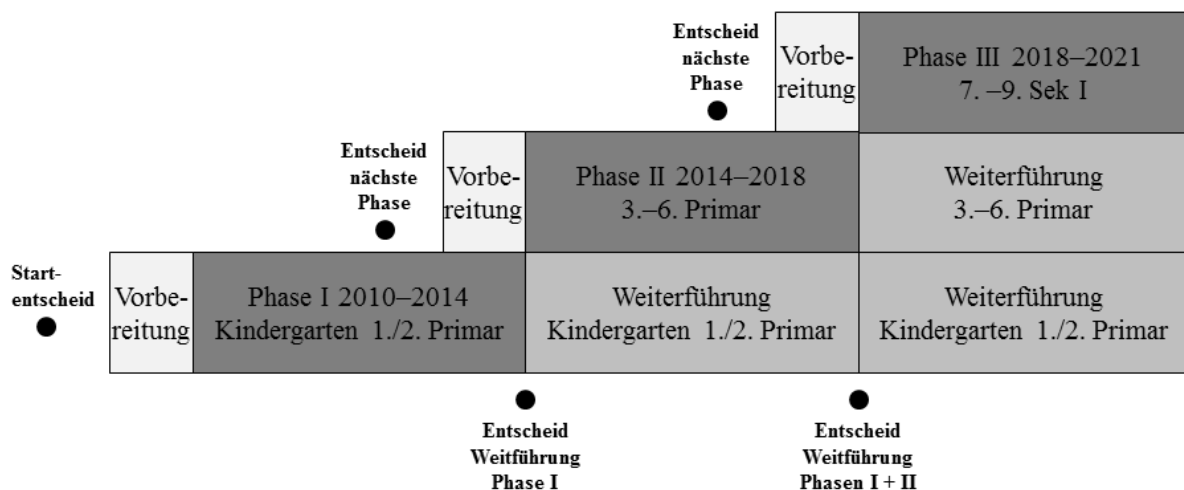 Entscheid
nächste
Phase
Vorbe-
reitung
Phase III 2018–2021
7. –9. Sek I
Entscheid
nächste
Phase
Vorbe-
reitung
Phase II 2014–2018
3.–6. Primar
Weiterführung
3.–6. Primar
Start-
entscheid
Vorbe-
reitung
Phase I 2010–2014
Kindergarten 1./2. Primar
Weiterführung
Kindergarten 1./2. Primar
Weiterführung
Kindergarten 1./2. Primar
Entscheid
Weitführung
Phase I
Entscheid
Weitführung
Phasen I + II